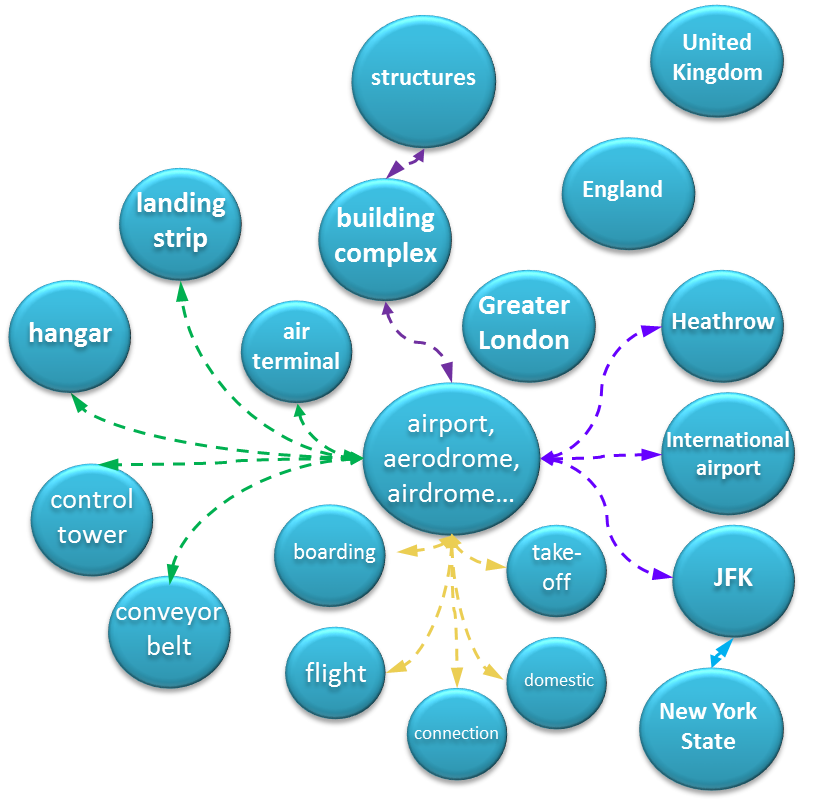 United
Kingdom
structures
England
landing
strip
building
complex
Greater
London
Heathrow
hangar
air
terminal
airport,
aerodrome,
airdrome...
International
airport
control
tower
boarding
take-
off
JFK
conveyor
belt
flight
domestic
connection
New York
State